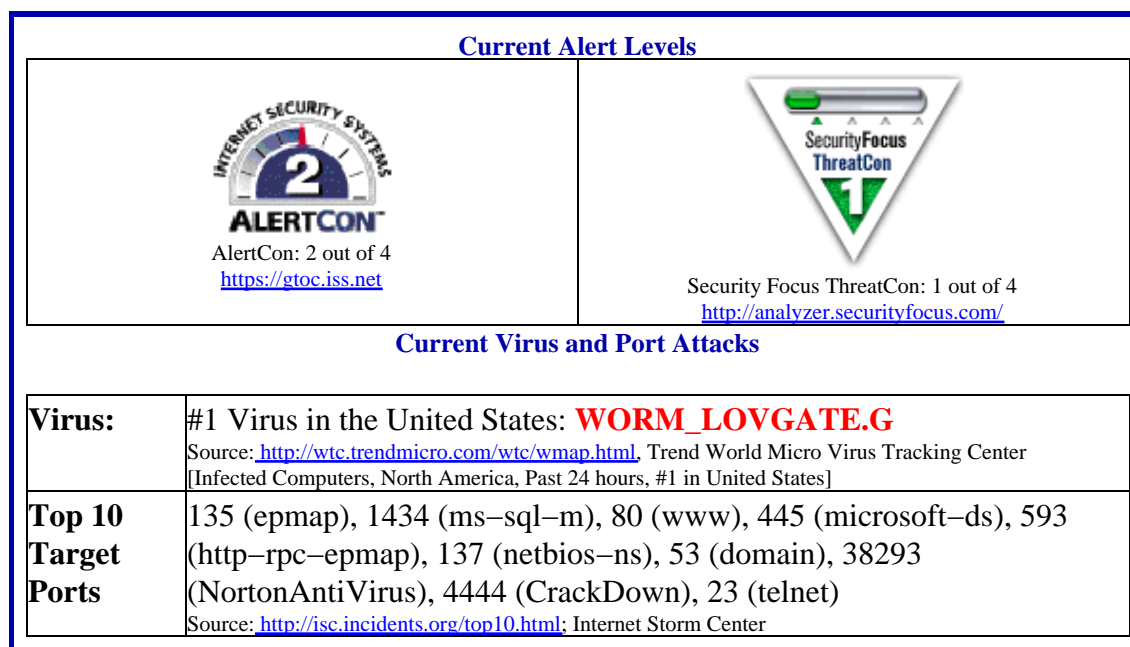 Current Alert Levels
INTERNET SECURITY SYSTEMS
2
ALERTCON™
AlertCon: 2 out of 4
https://gtoc.iss.net
SecurityFocus
ThreatCon
1
Security Focus ThreatCon: 1 out of 4
http://analyzer.securityfocus.com/
Current Virus and Port Attacks
Virus: #1 Virus in the United States: WORM_LOVGATE.G
Source: http://wtc.trendmicro.com/wtc/wmap.html, Trend World Micro Virus Tracking Center
[Infected Computers, North America, Past 24 hours, #1 in United States]
Top 10 135 (epmap), 1434 (ms−sql−m), 80 (www), 445 (microsoft−ds), 593
Target (http−rpc−epmap), 137 (netbios−ns), 53 (domain), 38293
Ports (NortonAntiVirus), 4444 (CrackDown), 23 (telnet)
Source: http://isc.incidents.org/top10.html; Internet Storm Center